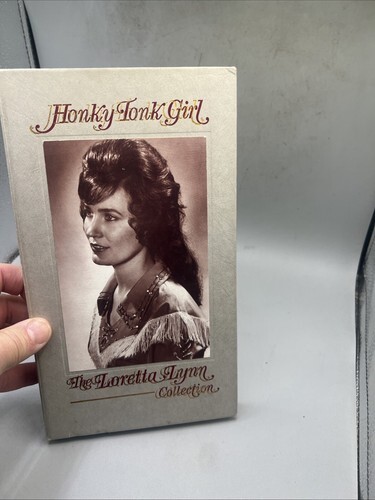 Honky Tonk Girl
The Loretta Lynn
Collection